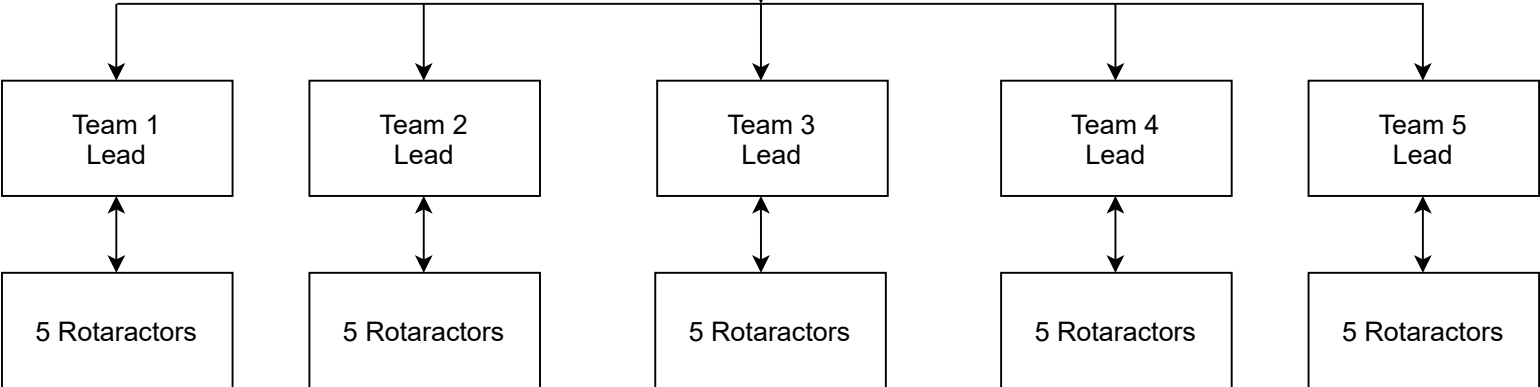 Team 1
Lead
Team 2
Lead
Team 3
Lead
Team 4
Lead
Team 5
Lead
5 Rotaractors
5 Rotaractors
5 Rotaractors
5 Rotaractors
5 Rotaractors